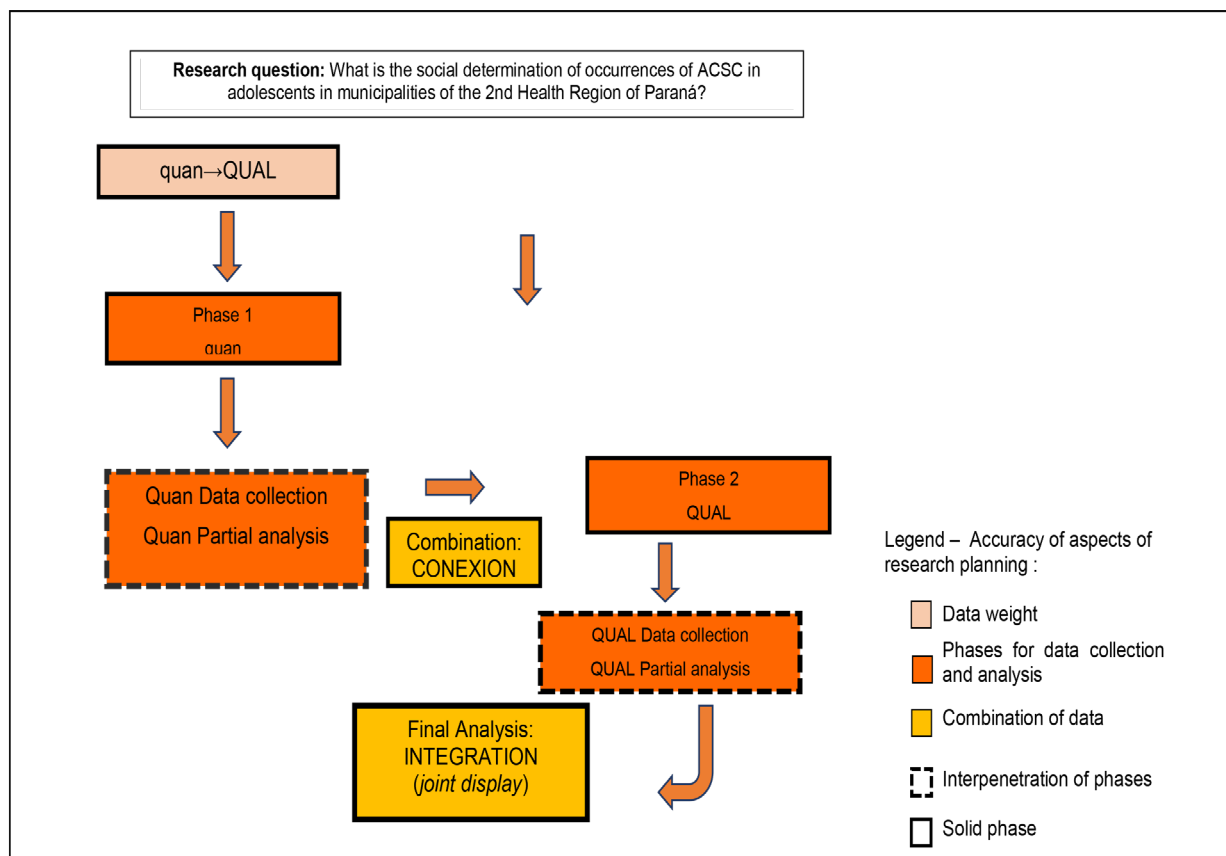 Research question: What is the social determination of occurrences of ACSC in
adolescents in municipalities of the 2nd Health Region of Paraná?
quan→QUAL
Phase 1
quan
Quan Data collection
Quan Partial analysis
Combination:
CONEXION
Phase 2
QUAL
QUAL Data collection
QUAL Partial analysis
Final Analysis:
INTEGRATION
(joint display)
Legend – Accuracy of aspects of
research planning :
Data weight
Phases for data collection
and analysis
Combination of data
Interpenetration of phases
Solid phase